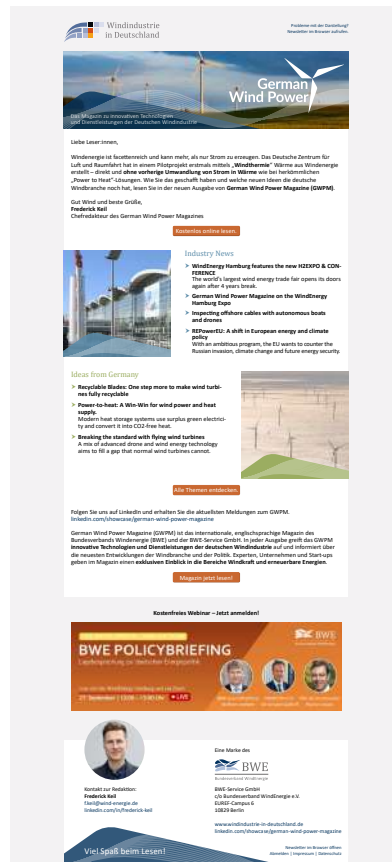 Windindustrie
in Deutschland
Probleme mit der Darstellung?
Newsletter im Browser aufrufen.
German
Wind Power
Das Magazin zu innovativen Technologien
und Dienstleistungen der Deutschen Windindustrie
Liebe Leser:innen,
Windenergie ist facettenreich und kann mehr, als nur Strom zu erzeugen. Das Deutsche Zentrum für
Luft und Raumfahrt hat in einem Pilotprojekt erstmals mittels „Windthermie" Wärme aus Windenergie
erstellt – direkt und ohne vorherige Umwandlung von Strom in Wärme wie bei herkömmlichen
„Power to Heat"-Lösungen. Wie Sie das geschafft haben und welche neuen Ideen die deutsche
Windbranche noch hat, lesen Sie in der neuen Ausgabe von German Wind Power Magazine (GWPM).
Gut Wind und beste Grüße,
Frederick Keil
Chefredakteur des German Wind Power Magazines
Kostenlos online lesen.
Industry News
> WindEnergy Hamburg features the new H2EXPO & CON-
FERENCE
The world's largest wind energy trade fair opens its doors
again after 4 years break.
> German Wind Power Magazine on the WindEnergy
Hamburg Expo
> Inspecting offshore cables with autonomous boats
and drones
> REPowerEU: A shift in European energy and climate
policy
With an ambitious program, the EU wants to counter the
Russian invasion, climate change and future energy security.
Ideas from Germany
> Recyclable Blades: One step more to make wind turbi-
nes fully recyclable
> Power-to-heat: A Win-Win for wind power and heat
supply.
Modern heat storage systems use surplus green electrici-
ty and convert it into CO2-free heat.
> Breaking the standard with flying wind turbines
A mix of advanced drone and wind energy technology
aims to fill a gap that normal wind turbines cannot.
Alle Themen entdecken.
Folgen Sie uns auf LinkedIn und erhalten Sie die aktuellsten Meldungen zum GWPM.
linkedin.com/showcase/german-wind-power-magazine
German Wind Power Magazine (GWPM) ist das internationale, englischsprachige Magazin des
Bundesverbands Windenergie (BWE) und der BWE-Service GmbH. In jeder Ausgabe greift das GWPM
innovative Technologien und Dienstleistungen der deutschen Windindustrie auf und informiert über
die neuesten Entwicklungen der Windbranche und der Politik. Experten, Unternehmen und Start-ups
geben im Magazin einen exklusiven Einblick in die Bereiche Windkraft und erneuerbare Energien.
Magazin jetzt lesen!
Kostenfreies Webinar – Jetzt anmelden!
BWE
BWE POLICYBRIEFING
Lagebesprechung zur deutschen Energiepolitik
LIVE
Kontakt zur Redaktion:
Frederick Keil
f.keil@wind-energie.de
linkedin.com/in/frederick-keil
Viel Spaß beim Lesen!
Eine Marke des
BWE
Bundesverband WindEnergie
BWE-Service GmbH
c/o Bundesverband WindEnergie e.V.
EUREF-Campus 6
10829 Berlin
www.windindustrie-in-deutschland.de
linkedin.com/showcase/german-wind-power-magazine
Newsletter im Browser öffnen
Abmelden | Impressum | Datenschutz